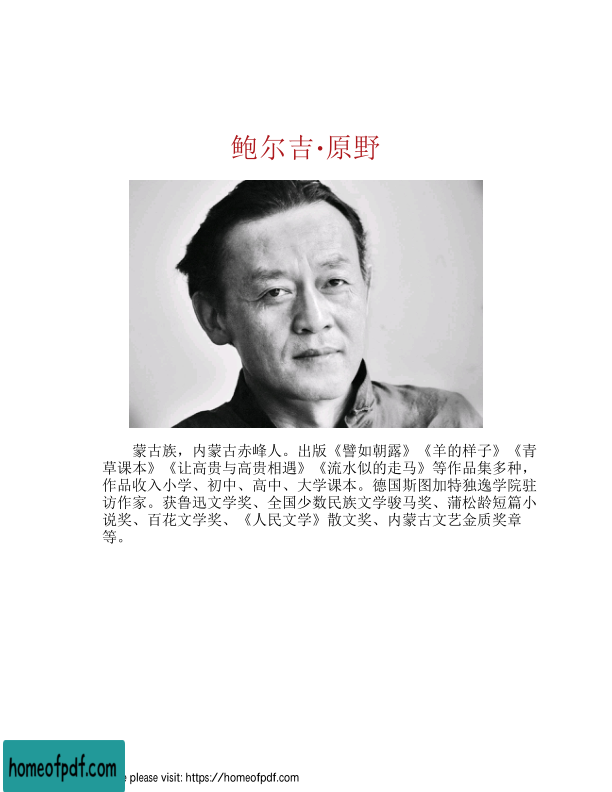 鲍尔吉·原野
蒙古族，内蒙古赤峰人。出版《譬如朝露》《羊的样子》《青
草课本》《让高贵与高贵相遇》《流水似的走马》等作品集多种，
作品收入小学、初中、高中、大学课本。德国斯图加特独逸学院驻
访作家。获鲁迅文学奖、全国少数民族文学骏马奖、蒲松龄短篇小
说奖、百花文学奖、《人民文学》散文奖、内蒙古文艺金质奖章
等。
homeofpdf.com
please visit: https://homeofpdf.com